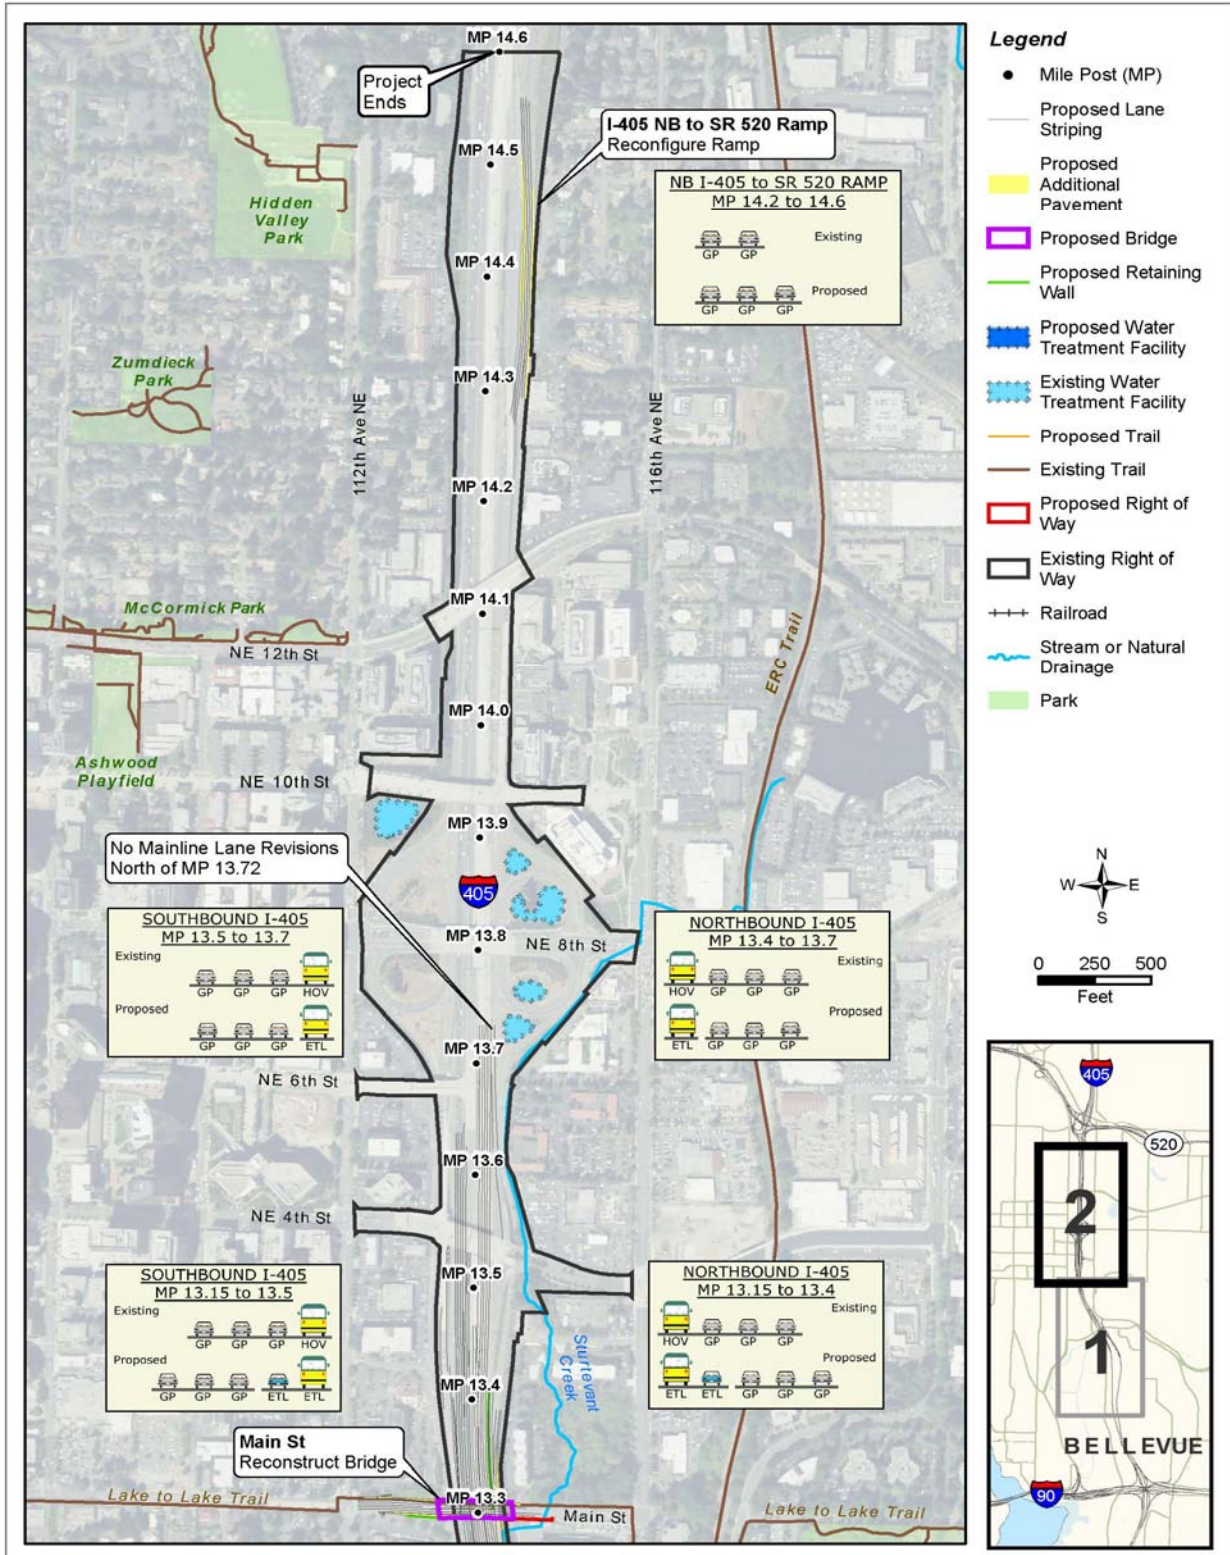 MP 14.6
Project
Ends
I-405 NB to SR 520 Ramp
Reconfigure Ramp
MP 14.5
NB I-405 to SR 520 RAMP
MP 14.2 to 14.6
Existing
GP GP
Proposed
GP GP GP
Hidden
Valley
Park
MP 14.4
Zumdieck
Park
MP 14.3
112th Ave NE
116th Ave NE
MP 14.2
McCormick Park
MP 14.1
NE 12th St
ERC Trail
MP 14.0
Ashwood
Playfield
NE 10th St
MP 13.9
No Mainline Lane Revisions
North of MP 13.72
405
SOUTHBOUND I-405
MP 13.5 to 13.7
Existing
GP GP GP HOV
Proposed
GP GP GP ETL
MP 13.8
NE 8th St
NORTHBOUND I-405
MP 13.4 to 13.7
Existing
HOV GP GP GP
Proposed
ETL GP GP GP
MP 13.7
NE 6th St
MP 13.6
NE 4th St
MP 13.5
SOUTHBOUND I-405
MP 13.15 to 13.5
Existing
GP GP GP HOV
Proposed
GP GP GP ETL ETL
NORTHBOUND I-405
MP 13.15 to 13.4
Existing
HOV GP GP GP
Proposed
ETL ETL GP GP GP
Sturtevant
Creek
MP 13.4
Main St
Reconstruct Bridge
Lake to Lake Trail
MP 13.3
Main St
Lake to Lake Trail
Legend
Mile Post (MP)
Proposed Lane
Striping
Proposed
Additional
Pavement
Proposed Bridge
Proposed Retaining
Wall
Proposed Water
Treatment Facility
Existing Water
Treatment Facility
Proposed Trail
Existing Trail
Proposed Right of
Way
Existing Right of
Way
Railroad
Stream or Natural
Drainage
Park
N
W E
S
0 250 500
Feet
405
520
2
1
BELLEVUE
90